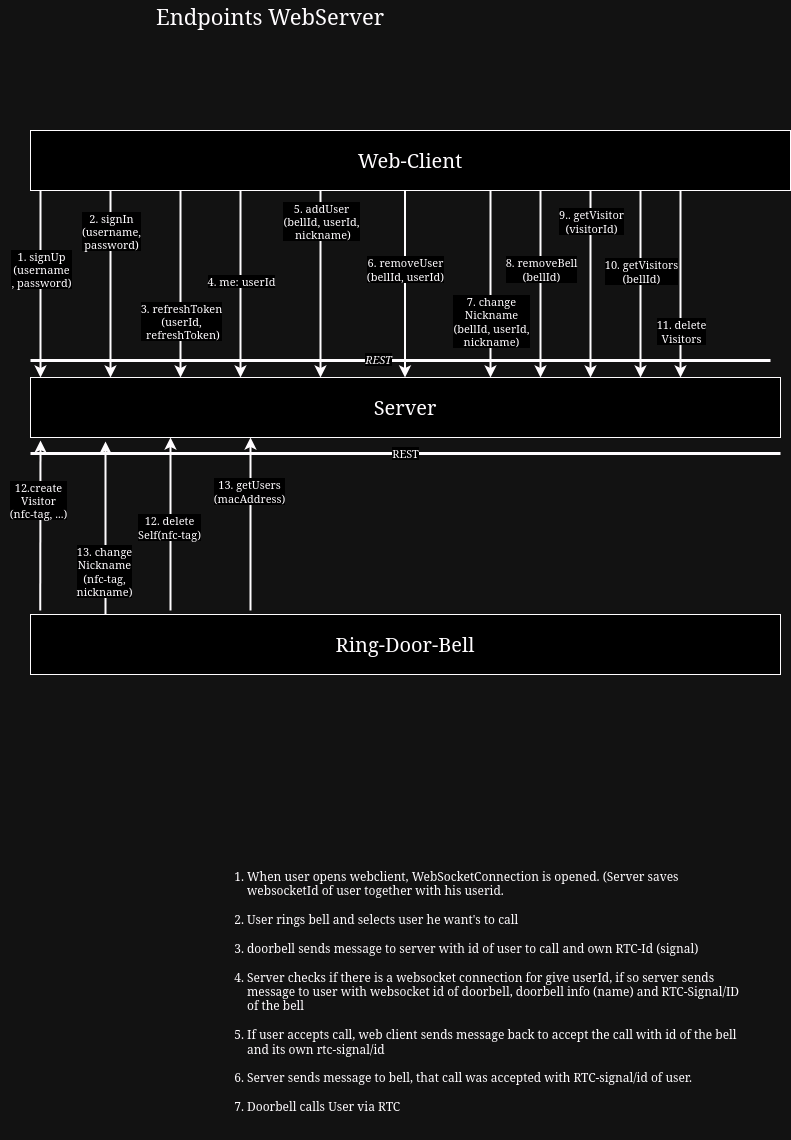 Endpoints WebServer
Web-Client
1. signUp
(username
, password)
2. signIn
(username,
password)
3. refreshToken
(userId,
refreshToken)
4. me: userId
5. addUser
(bellId, userId,
nickname)
6. removeUser
(bellId, userId)
7. change
Nickname
(bellId, userId,
nickname)
8. removeBell
(bellId)
9.. getVisitor
(visitorId)
10. getVisitors
(bellId)
11. delete
Visitors
REST
Server
REST
12.create
Visitor
(nfc-tag, ...)
13. change
Nickname
(nfc-tag,
nickname)
12. delete
Self(nfc-tag)
13. getUsers
(macAddress)
Ring-Door-Bell
1. When user opens webclient, WebSocketConnection is opened. (Server saves
websocketId of user together with his userid.
2. User rings bell and selects user he want's to call
3. doorbell sends message to server with id of user to call and own RTC-Id (signal)
4. Server checks if there is a websocket connection for give userId, if so server sends
message to user with websocket id of doorbell, doorbell info (name) and RTC-Signal/ID
of the bell
5. If user accepts call, web client sends message back to accept the call with id of the bell
and its own rtc-signal/id
6. Server sends message to bell, that call was accepted with RTC-signal/id of user.
7. Doorbell calls User via RTC